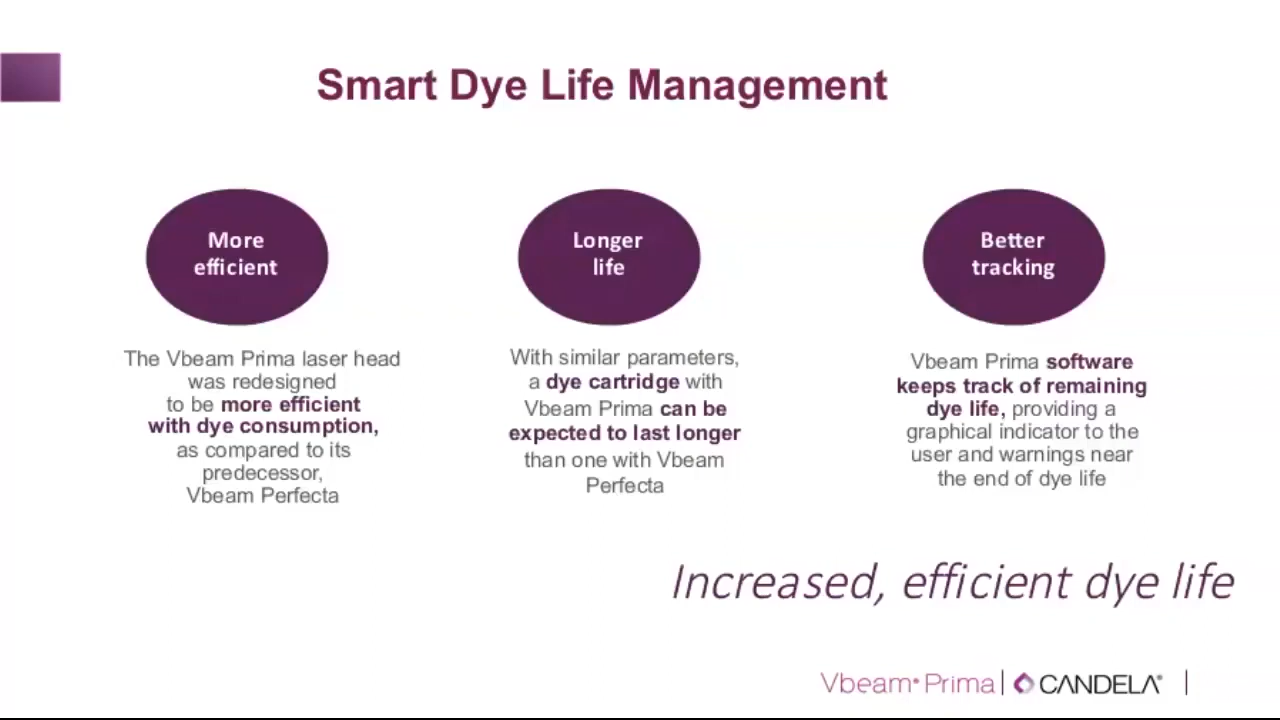 Smart Dye Life Management
More
efficient
The Vbeam Prima laser head
was redesigned
to be more efficient
with dye consumption,
as compared to its
predecessor,
Vbeam Perfecta
Longer
life
With similar parameters,
a dye cartridge with
Vbeam Prima can be
expected to last longer
than one with Vbeam
Perfecta
Better
tracking
Vbeam Prima software
keeps track of remaining
dye life, providing a
graphical indicator to the
user and warnings near
the end of dye life
Increased, efficient dye life
Vbeam® Prima | CANDELA® |